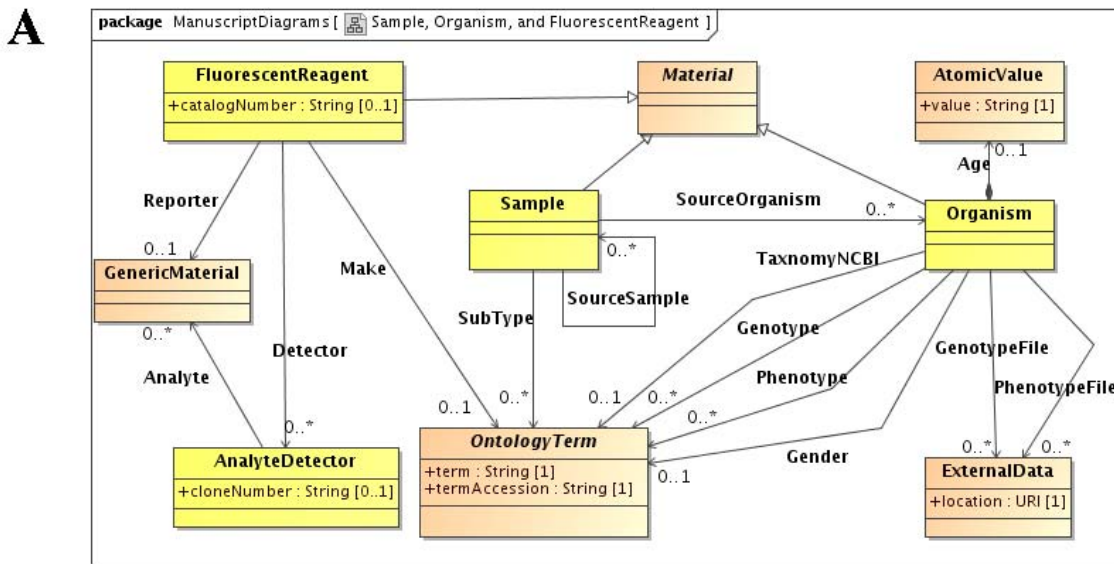 A
package ManuscriptDiagrams [ Sample, Organism, and FluorescentReagent ]
FluorescentReagent
+catalogNumber : String [0..1]
Material
AtomicValue
+value : String [1]
0..1
Age
Reporter
Sample
SourceOrganism
0..*
Organism
0..1
GenericMaterial
Make
0..*
TaxnomyNCBI
SourceSample
SubType
Genotype
0..*
Detector
GenotypeFile
Analyte
Phenotype
PhenotypeFile
0..1
0..*
0..1
0..*
0..*
0..*
OntologyTerm
0..*
0..*
AnalyteDetector
Gender
+term : String [1]
0..1
ExternalData
+cloneNumber : String [0..1]
+termAccession : String [1]
+location : URI [1]